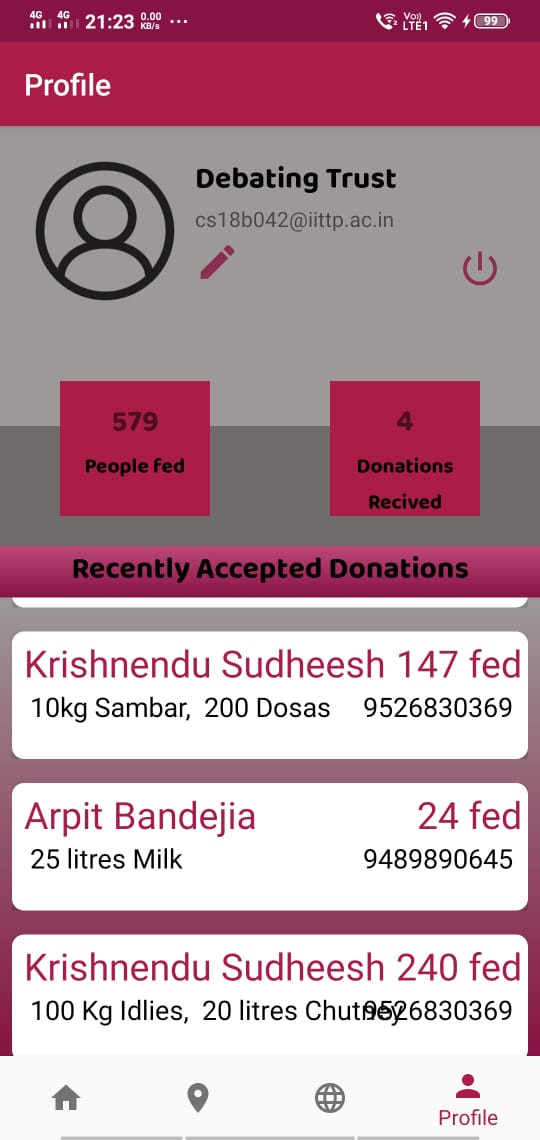 4G 4G 21:23 0.00 KB/s ... Vo) LTE1 99
Profile
Debating Trust
cs18b042@iittp.ac.in
579 4
People fed Donations
Recived
Recently Accepted Donations
Krishnendu Sudheesh 147 fed
10kg Sambar, 200 Dosas 9526830369
Arpit Bandejia 24 fed
25 litres Milk 9489890645
Krishnendu Sudheesh 240 fed
100 Kg Idlies, 20 litres Chutney 9526830369
Profile